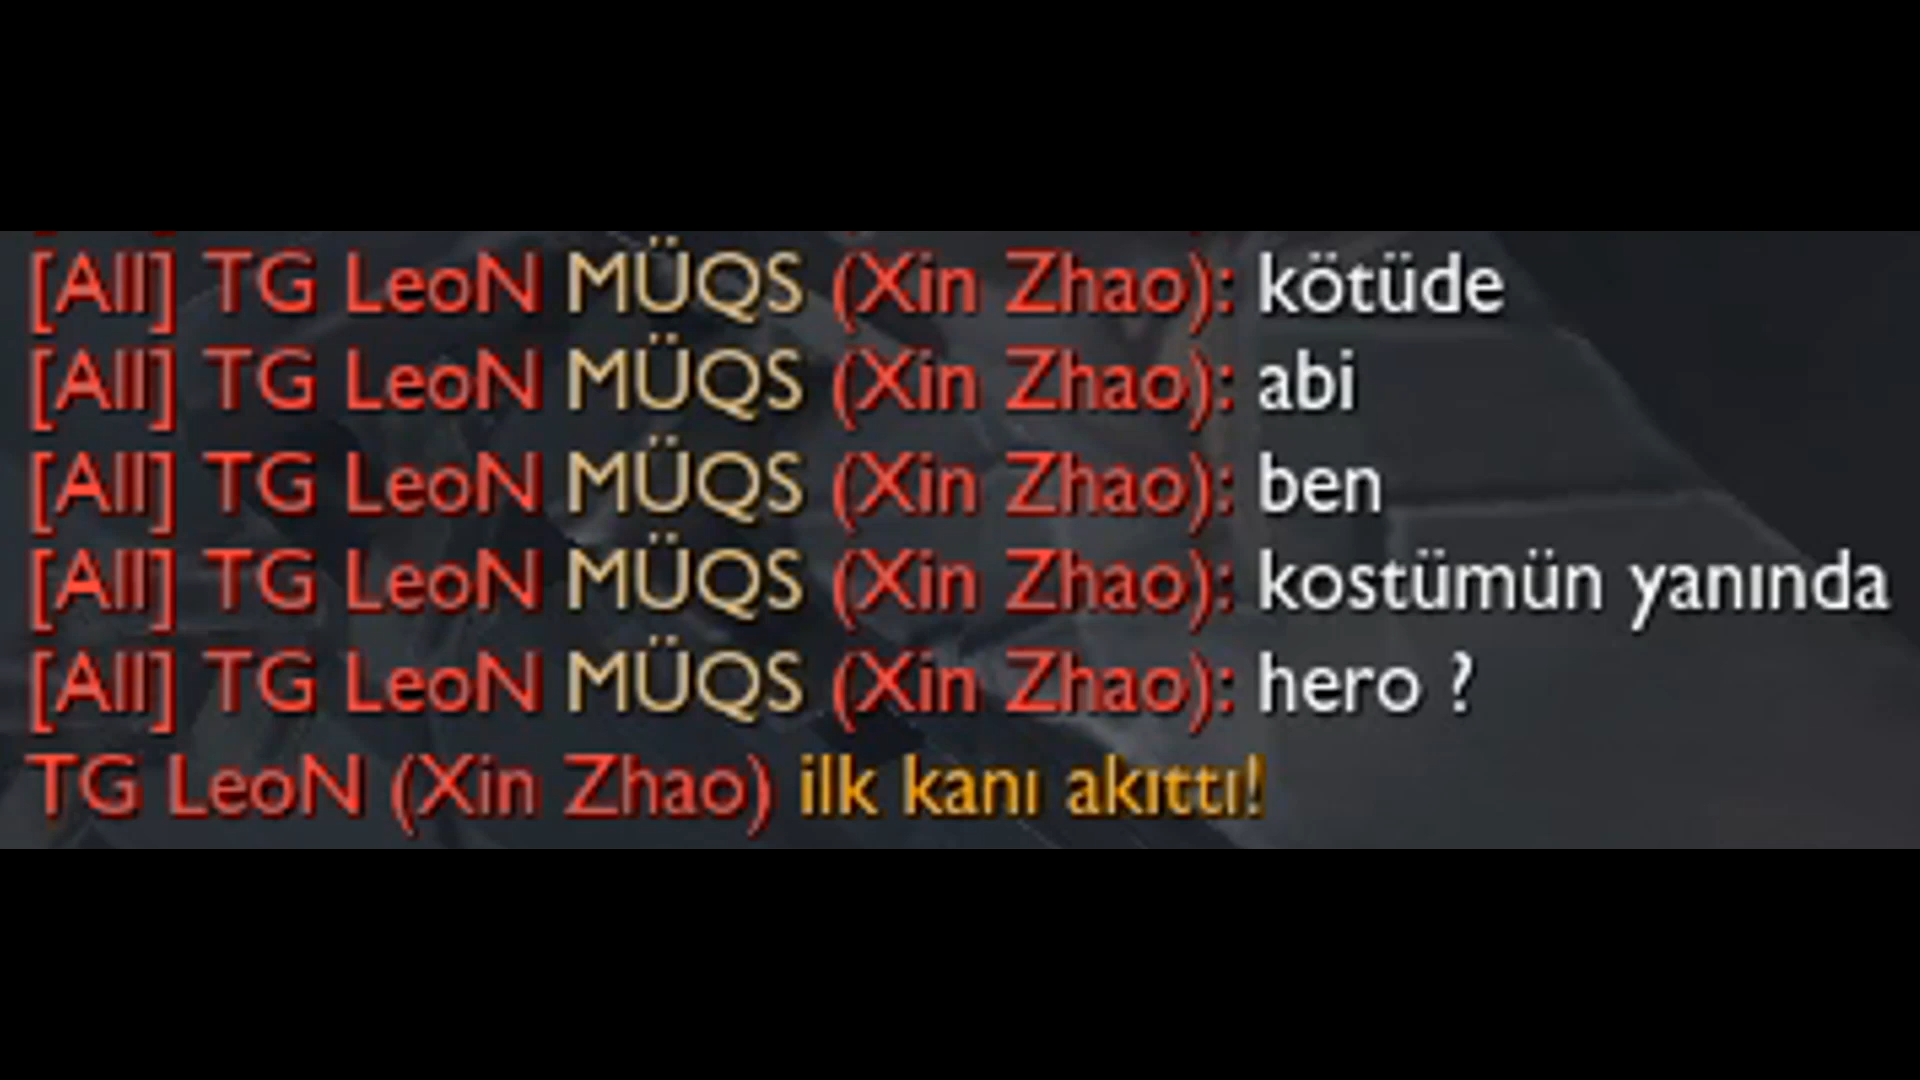 [All] TG LeoN MÜQS (Xin Zhao): kötüde
[All] TG LeoN MÜQS (Xin Zhao): abi
[All] TG LeoN MÜQS (Xin Zhao): ben
[All] TG LeoN MÜQS (Xin Zhao): kostümün yanında
[All] TG LeoN MÜQS (Xin Zhao): hero ?
TG LeoN (Xin Zhao) ilk kanı akıttı!